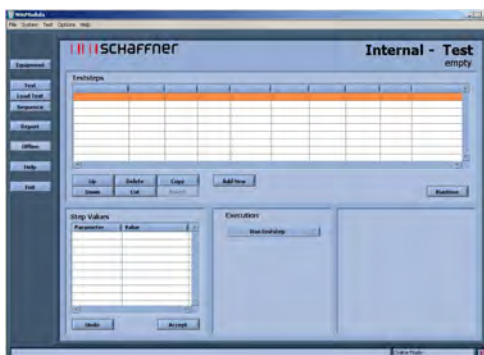 WinModula
File System Test Options Help
SCHAFFNER
Internal - Test
empty
Equipment
Test
Load Test
Sequence
Report
Offline
Help
Exit
Teststeps
Up Delete Copy Add New
Down Cut Insert Runtime
Step Values
Parameter Value
Execution
Run teststep
Undo Accept